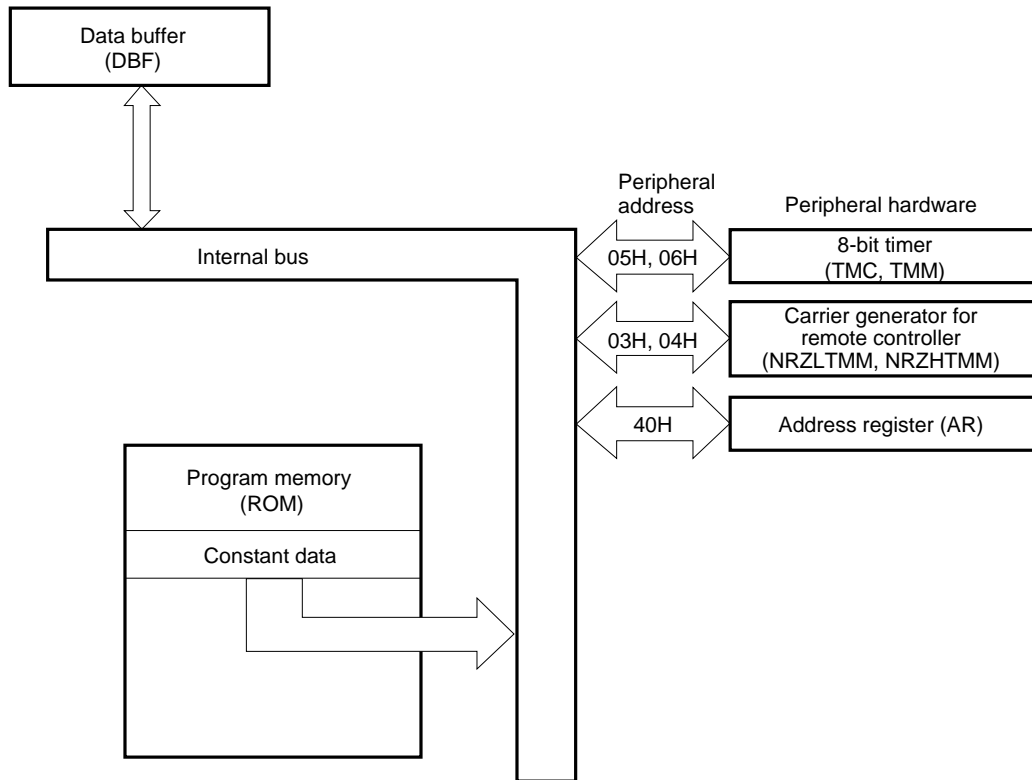 Data buffer
(DBF)
Peripheral
address
Peripheral hardware
Internal bus
05H, 06H
8-bit timer
(TMC, TMM)
03H, 04H
Carrier generator for
remote controller
(NRZLTMM, NRZHTMM)
40H
Address register (AR)
Program memory
(ROM)
Constant data